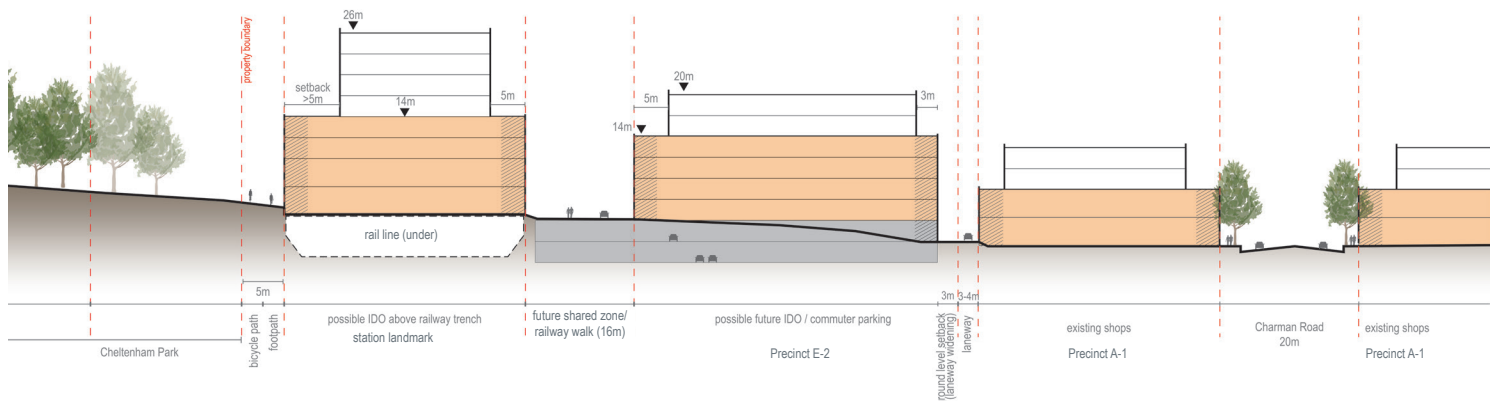 26m
property boundary
setback
>5m
14m
5m
20m
5m
3m
14m
rail line (under)
5m
3m
3-4m
bicycle path
footpath
possible IDO above railway trench
station landmark
future shared zone/
railway walk (16m)
possible future IDO / commuter parking
Precinct E-2
round level setback
(laneway widening)
laneway
existing shops
Precinct A-1
Charman Road
20m
existing shops
Precinct A-1
Cheltenham Park